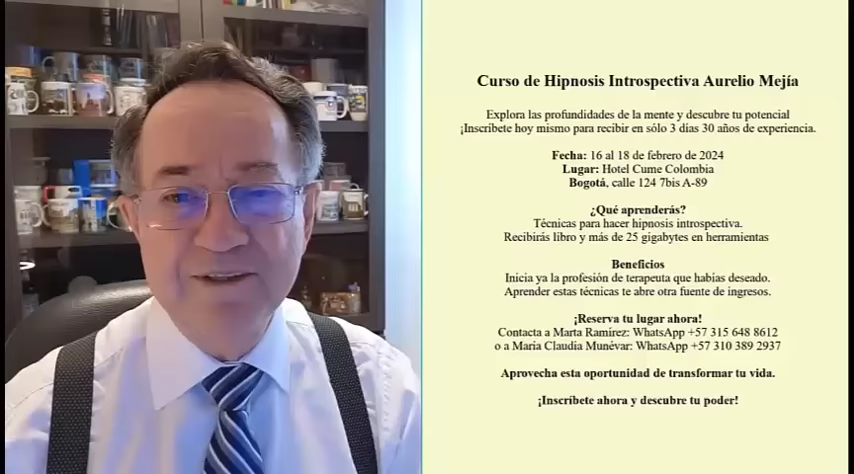 Curso de Hipnosis Introspectiva Aurelio Mejía
Explora las profundidades de la mente y descubre tu potencial
¡Inscríbete hoy mismo para recibir en sólo 3 días 30 años de experiencia.
Fecha: 16 al 18 de febrero de 2024
Lugar: Hotel Cume Colombia
Bogotá, calle 124 7bis A-89
¿Qué aprenderás?
Técnicas para hacer hipnosis introspectiva.
Recibirás libro y más de 25 gigabytes en herramientas
Beneficios
Inicia ya la profesión de terapeuta que habías deseado.
Aprender estas técnicas te abre otra fuente de ingresos.
¡Reserva tu lugar ahora!
Contacta a Marta Ramírez: WhatsApp +57 315 648 8612
o a María Claudia Munévar: WhatsApp +57 310 389 2937
Aprovecha esta oportunidad de transformar tu vida.
¡Inscríbete ahora y descubre tu poder!